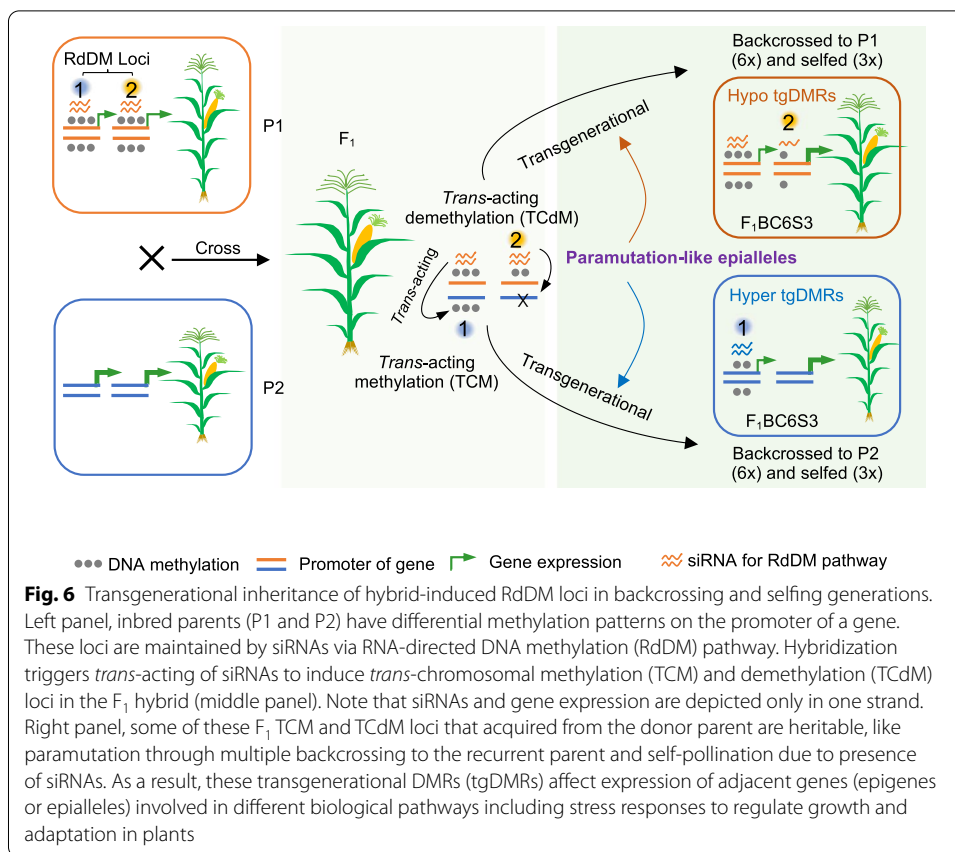 RdDM Loci
1
2
P1
Cross
P2
F1
Trans-acting
demethylation (TCdM)
2
Trans-acting
1
Trans-acting
methylation (TCM)
Transgenerational
Transgenerational
Paramutation-like epialleles
Backcrossed to P1
(6x) and selfed (3x)
Hypo tgDMRs
2
F1BC6S3
Hyper tgDMRs
1
F1BC6S3
Backcrossed to P2
(6x) and selfed (3x)
DNA methylation
Promoter of gene
Gene expression
siRNA for RdDM pathway
Fig. 6 Transgenerational inheritance of hybrid-induced RdDM loci in backcrossing and selfing generations.
Left panel, inbred parents (P1 and P2) have differential methylation patterns on the promoter of a gene.
These loci are maintained by siRNAs via RNA-directed DNA methylation (RdDM) pathway. Hybridization
triggers trans-acting of siRNAs to induce trans-chromosomal methylation (TCM) and demethylation (TCdM)
loci in the F1 hybrid (middle panel). Note that siRNAs and gene expression are depicted only in one strand.
Right panel, some of these F1 TCM and TCdM loci that acquired from the donor parent are heritable, like
paramutation through multiple backcrossing to the recurrent parent and self-pollination due to presence
of siRNAs. As a result, these transgenerational DMRs (tgDMRs) affect expression of adjacent genes (epigenes
or epialleles) involved in different biological pathways including stress responses to regulate growth and
adaptation in plants